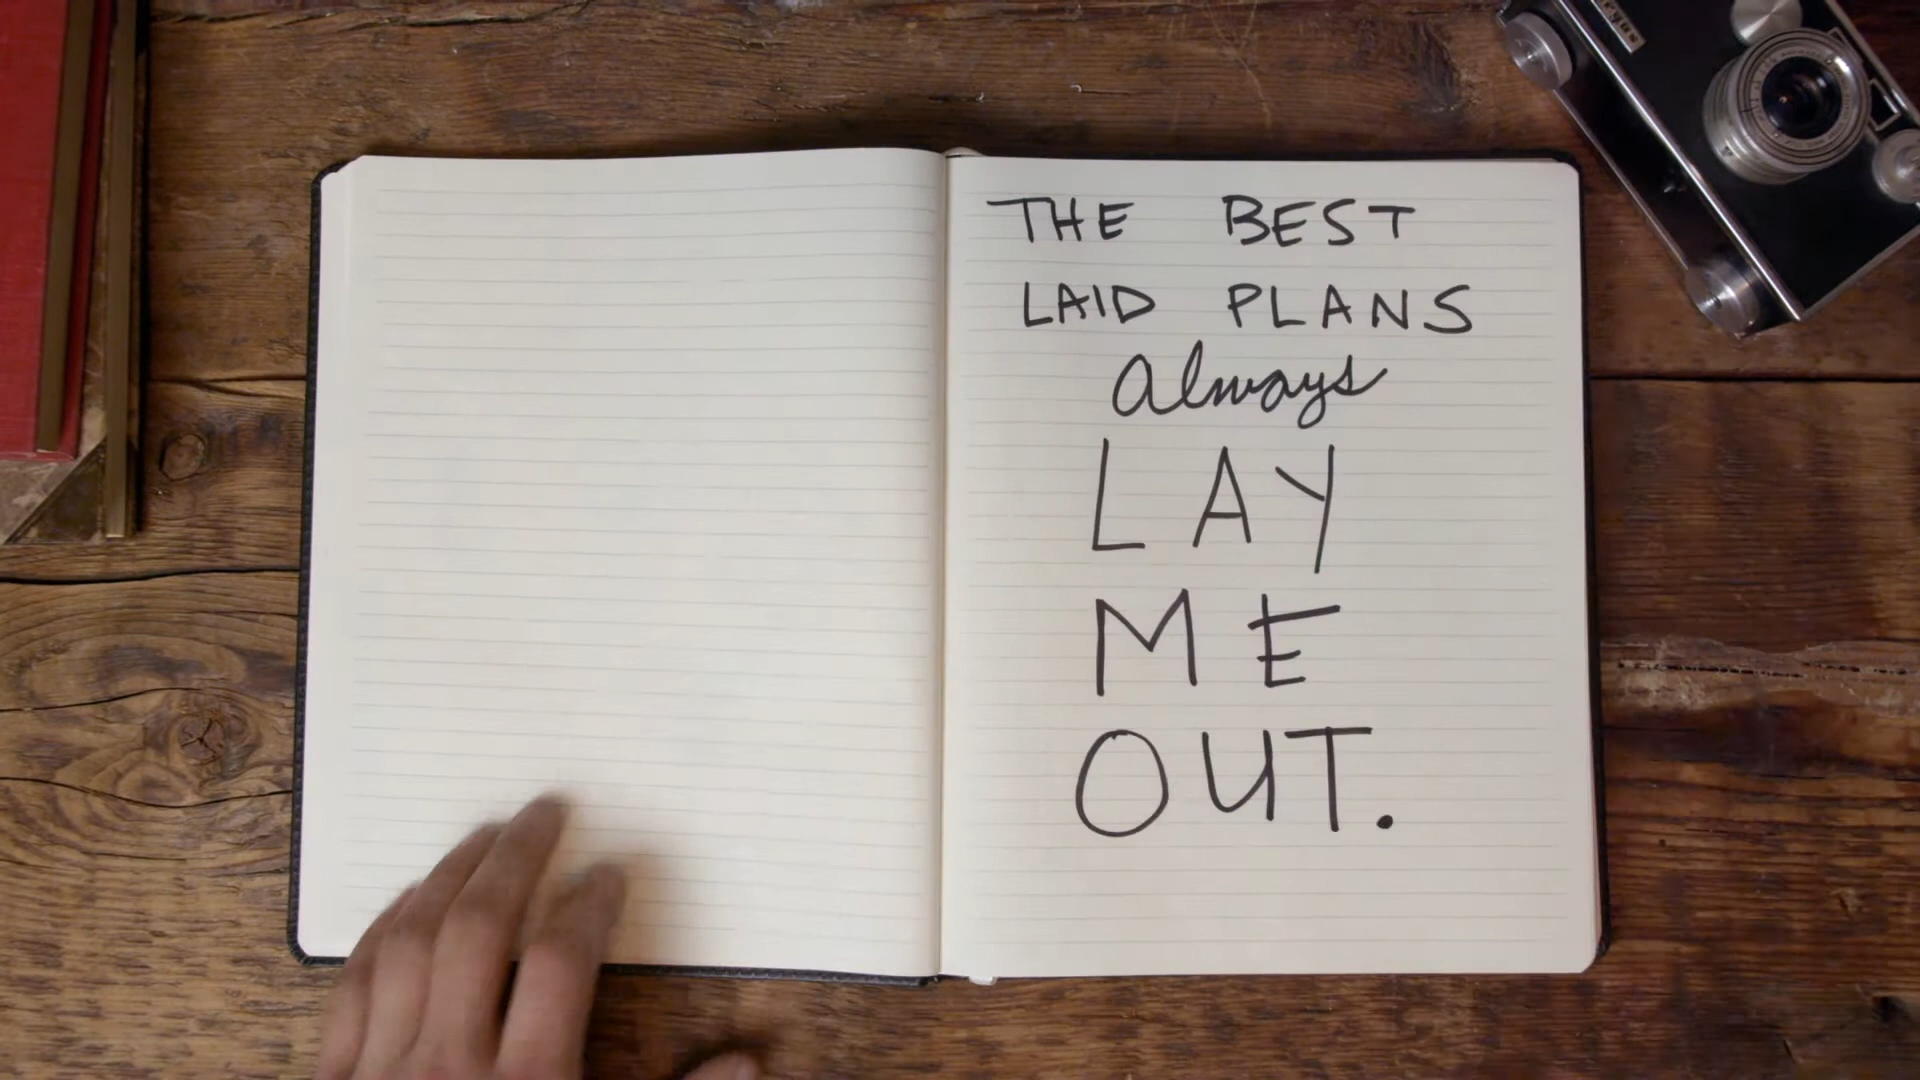 THE BEST
LAID PLANS
always
LAY
ME
OUT.